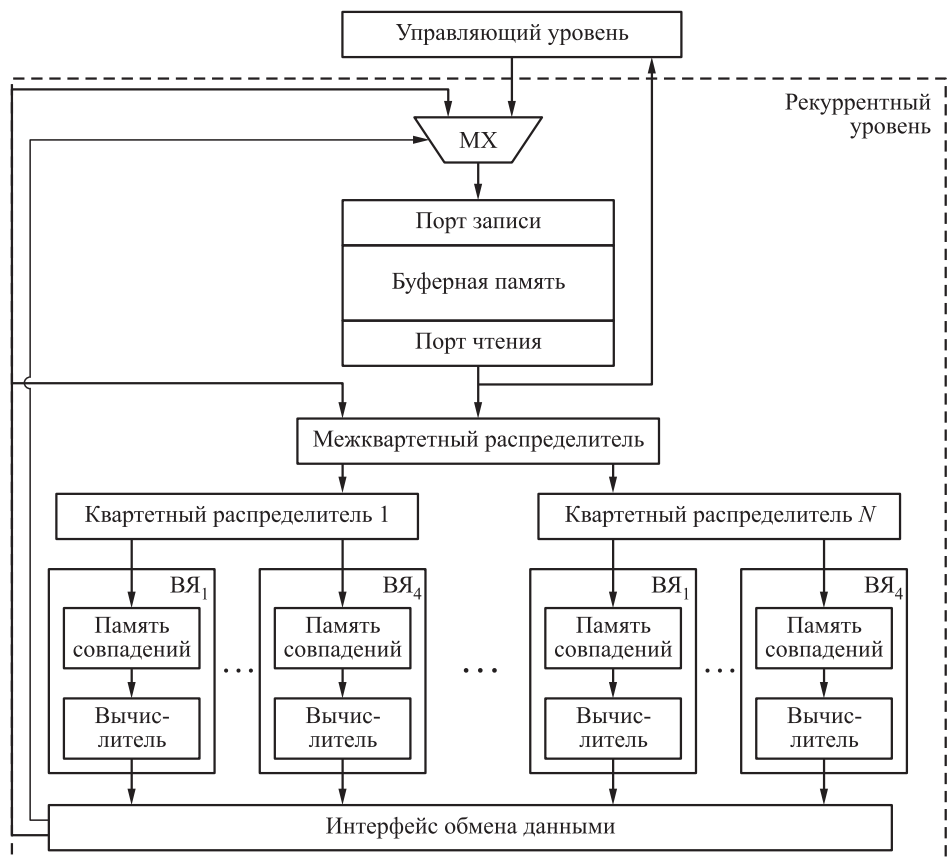 Управляющий уровень
Рекуррентный
уровень
MX
Порт записи
Буферная память
Порт чтения
Межквартетный распределитель
Квартетный распределитель 1
Квартетный распределитель N
ВЯ1
ВЯ4
ВЯ1
ВЯ4
Память
совпадений
Память
совпадений
Память
совпадений
Память
совпадений
...
...
...
Вычис-
литель
Вычис-
литель
Вычис-
литель
Вычис-
литель
Интерфейс обмена данными